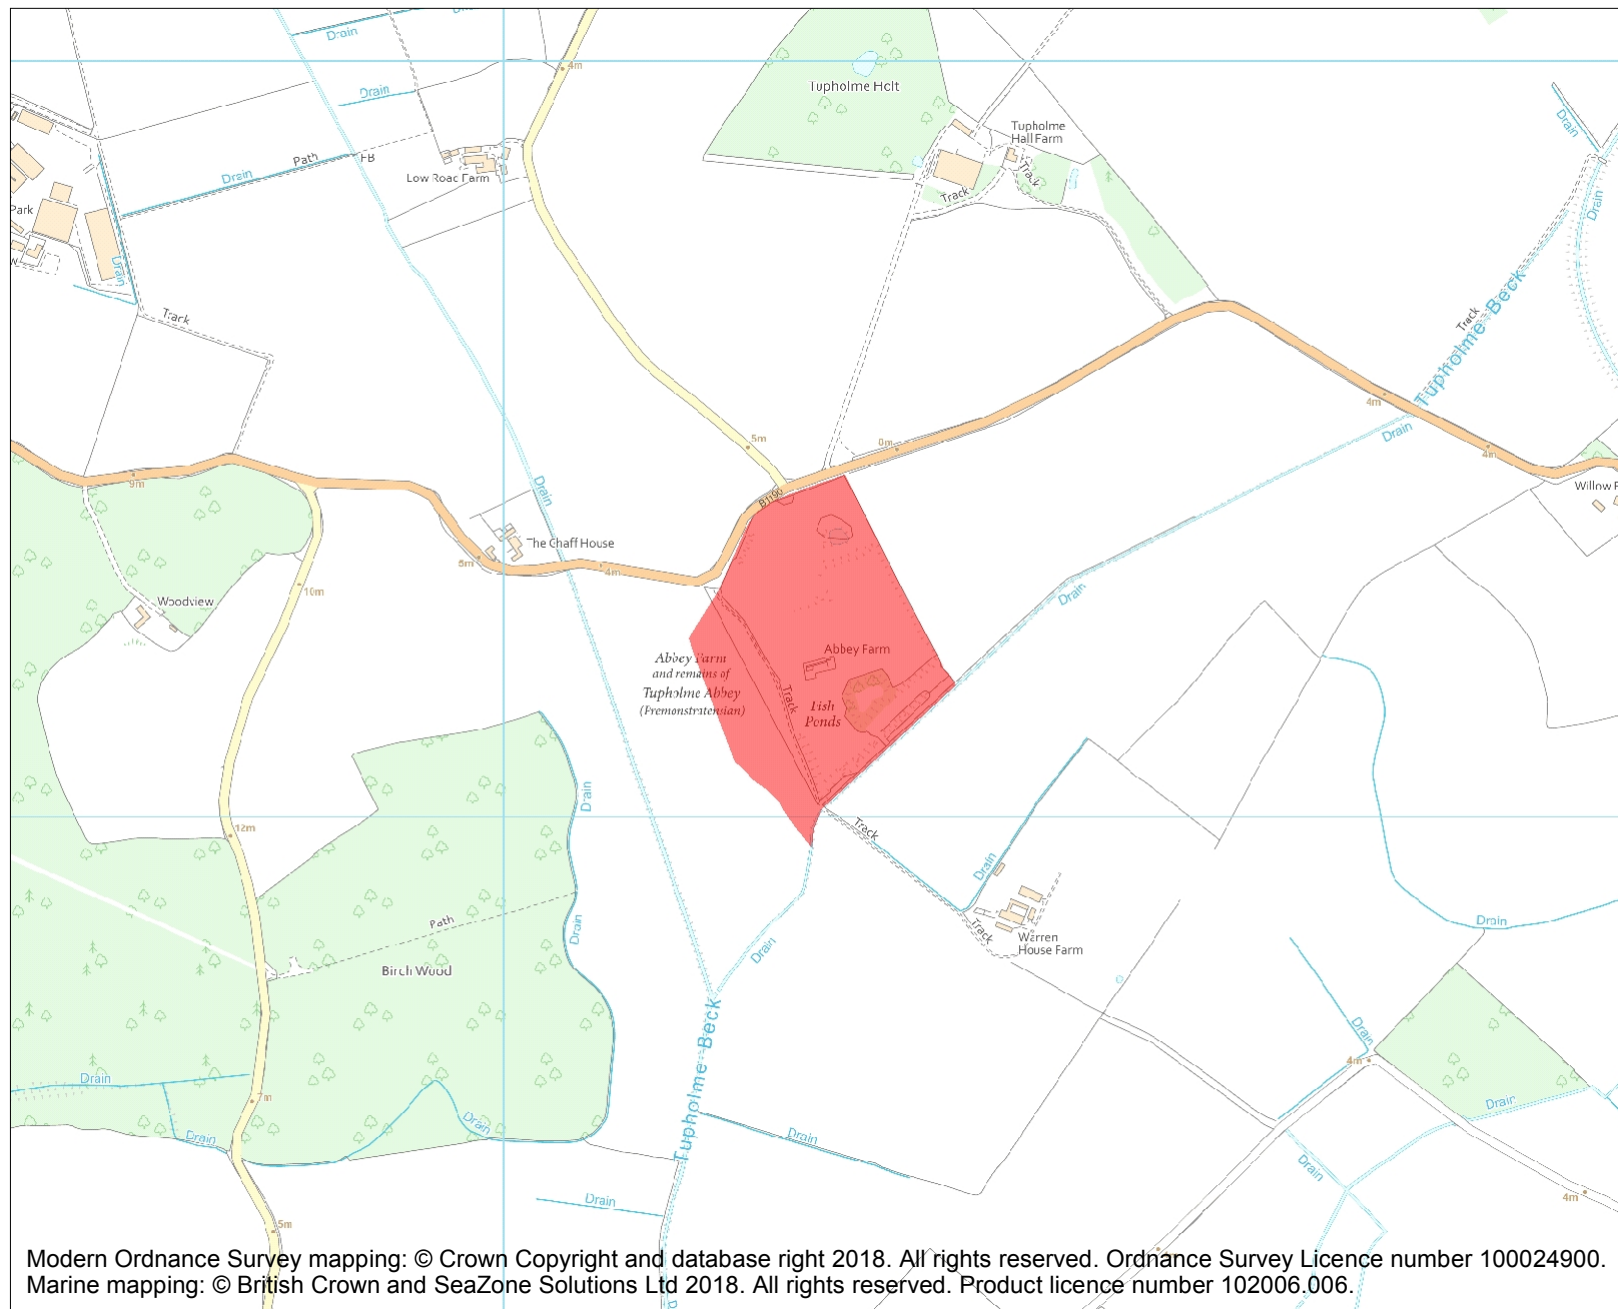 Drain
4m
Tupholme Holt
Drain
Tupholme
Hall Farm
Drain
Path
FB
Drain
Low Road Farm
Track
Track
Drain
Park
Drain
Track
Track
Tupholme Beck
4m
Drain
5m
9m
B1190
4m
Willow
Drain
The Chaff House
6m
4m
10m
Drain
Woodview
Abbey Farm
and remains of
Tupholme Abbey
(Premonstratensian)
Abbey Farm
Track
Fish
Ponds
Drain
12m
Track
Drain
Path
Drain
Track
Warren
House Farm
Drain
Birch Wood
Drain
Tupholme Beck
Drain
4m
Drain
7m
Drain
Drain
Drain
Drain
Drain
4m
Drain
5m
Modern Ordnance Survey mapping: © Crown Copyright and database right 2018. All rights reserved. Ordnance Survey Licence number 100024900.
Marine mapping: © British Crown and SeaZone Solutions Ltd 2018. All rights reserved. Product licence number 102006.006.